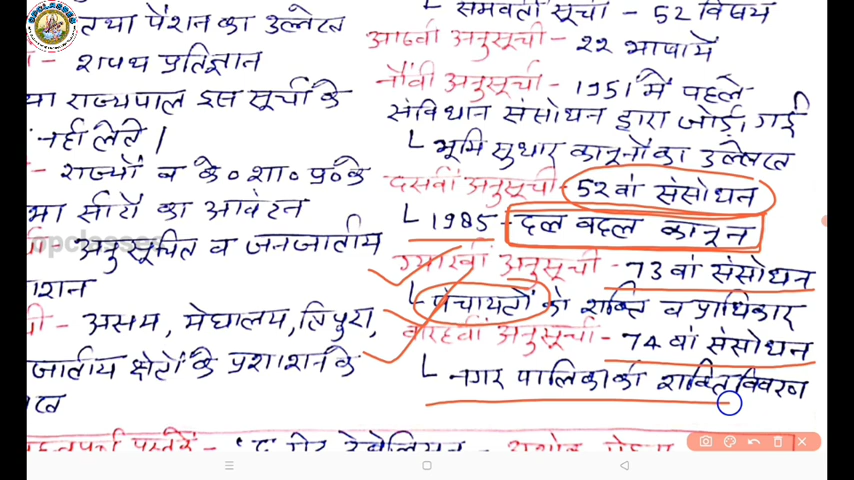 समवर्ती सूची - 52 विषय
तथा पेंशन का उल्लेख
आठवीं अनुसूची - 22 भाषायें
शपथ प्रतिज्ञान
नौवीं अनुसूची - 1951 में पहले
या राज्यपाल इस सूची के
संविधान संसोधन द्वारा जोड़ी गई
नहीं लेते |
भूमि सुधार कानूनों का उल्लेख
राज्यों व के० शा० प्र० के
दसवीं अनुसूची - 52 वां संसोधन
भा सीटों का आवंटन
1985 - दल बदल कानून
अनुसूचित व जनजातीय
ग्यारवीं अनुसूची - 73 वां संसोधन
शासन
पंचायतों को शक्ति व प्राधिकार
असम, मेघालय, त्रिपुरा,
बारहवीं अनुसूची - 74 वां संसोधन
जातीय क्षेत्रों के प्रशाशन के
नगर पालिका की शक्ति विवरण